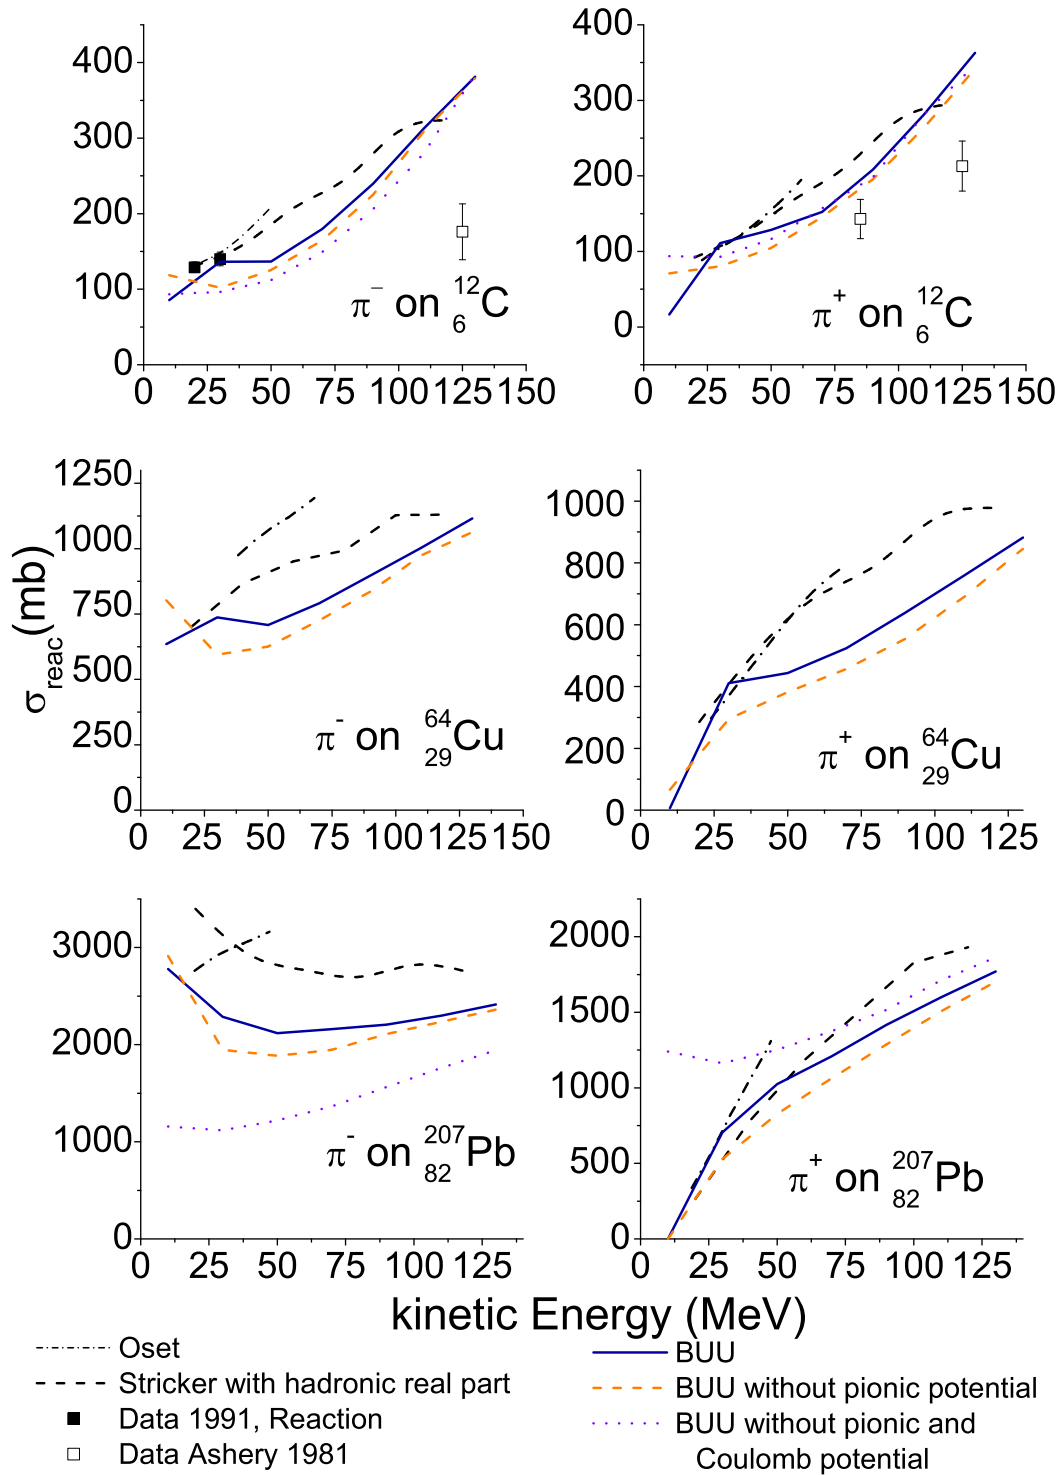 400
300
200
100
0
0 25 50 75 100 125 150
π⁻ on ¹²₆C
400
300
200
100
0
0 25 50 75 100 125 150
π⁺ on ¹²₆C
σreac(mb)
1250
1000
750
500
250
0
0 25 50 75 100 125 150
π⁻ on ⁶⁴₂₉Cu
1000
800
600
400
200
0
0 25 50 75 100 125
π⁺ on ⁶⁴₂₉Cu
3000
2000
1000
0
0 25 50 75 100 125
π⁻ on ²⁰⁷₈₂Pb
2000
1500
1000
500
0
0 25 50 75 100 125
π⁺ on ²⁰⁷₈₂Pb
kinetic Energy (MeV)
Oset
Stricker with hadronic real part
Data 1991, Reaction
Data Ashery 1981
BUU
BUU without pionic potential
BUU without pionic and
Coulomb potential